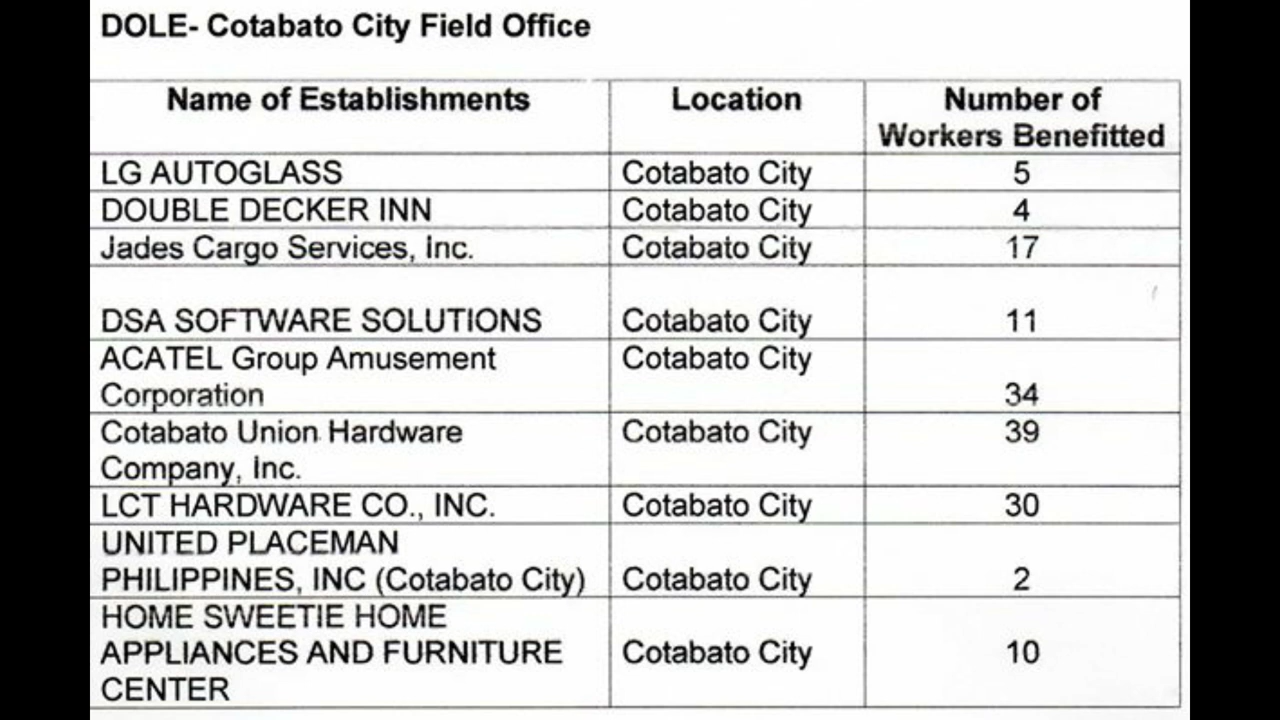 DOLE- Cotabato City Field Office
Name of Establishments Location Number of
Workers Benefitted
LG AUTOGLASS Cotabato City 5
DOUBLE DECKER INN Cotabato City 4
Jades Cargo Services, Inc. Cotabato City 17
DSA SOFTWARE SOLUTIONS Cotabato City 11
ACATEL Group Amusement Cotabato City
Corporation 34
Cotabato Union Hardware Cotabato City 39
Company, Inc.
LCT HARDWARE CO., INC. Cotabato City 30
UNITED PLACEMAN
PHILIPPINES, INC (Cotabato City) Cotabato City 2
HOME SWEETIE HOME
APPLIANCES AND FURNITURE Cotabato City 10
CENTER